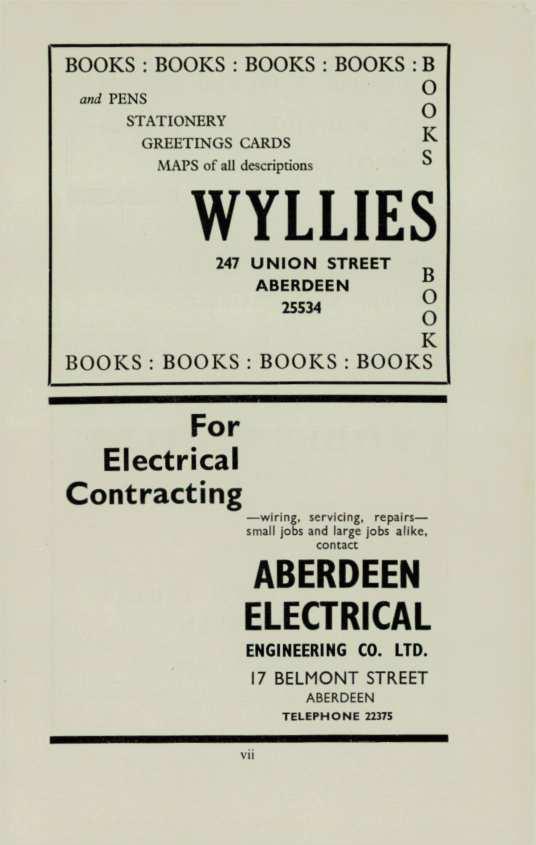 BOOKS : BOOKS : BOOKS : BOOKS : BOOKS
and PENS
STATIONERY
GREETINGS CARDS
MAPS of all descriptions
WYLLIES
247 UNION STREET
ABERDEEN
25534
BOOK
BOOKS : BOOKS : BOOKS : BOOKS
For
Electrical
Contracting
—wiring, servicing, repairs—
small jobs and large jobs alike,
contact
ABERDEEN
ELECTRICAL
ENGINEERING CO. LTD.
17 BELMONT STREET
ABERDEEN
TELEPHONE 22375
vii